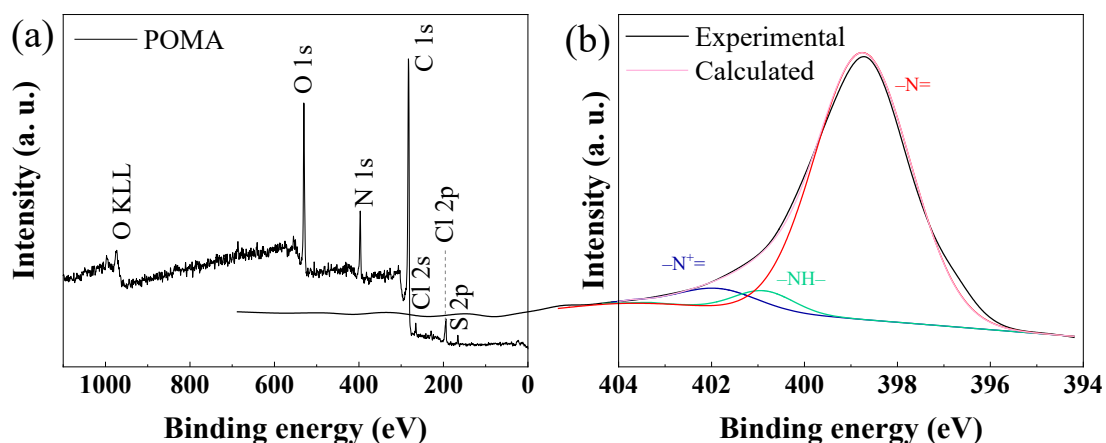 (a)
POMA
O KLL
O 1s
N 1s
C 1s
Cl 2s
Cl 2p
S 2p
Intensity (a. u.)
1000 800 600 400 200 0
Binding energy (eV)
(b)
Experimental
Calculated
–N=
–N⁺=
–NH–
Intensity (a. u.)
404 402 400 398 396 394
Binding energy (eV)